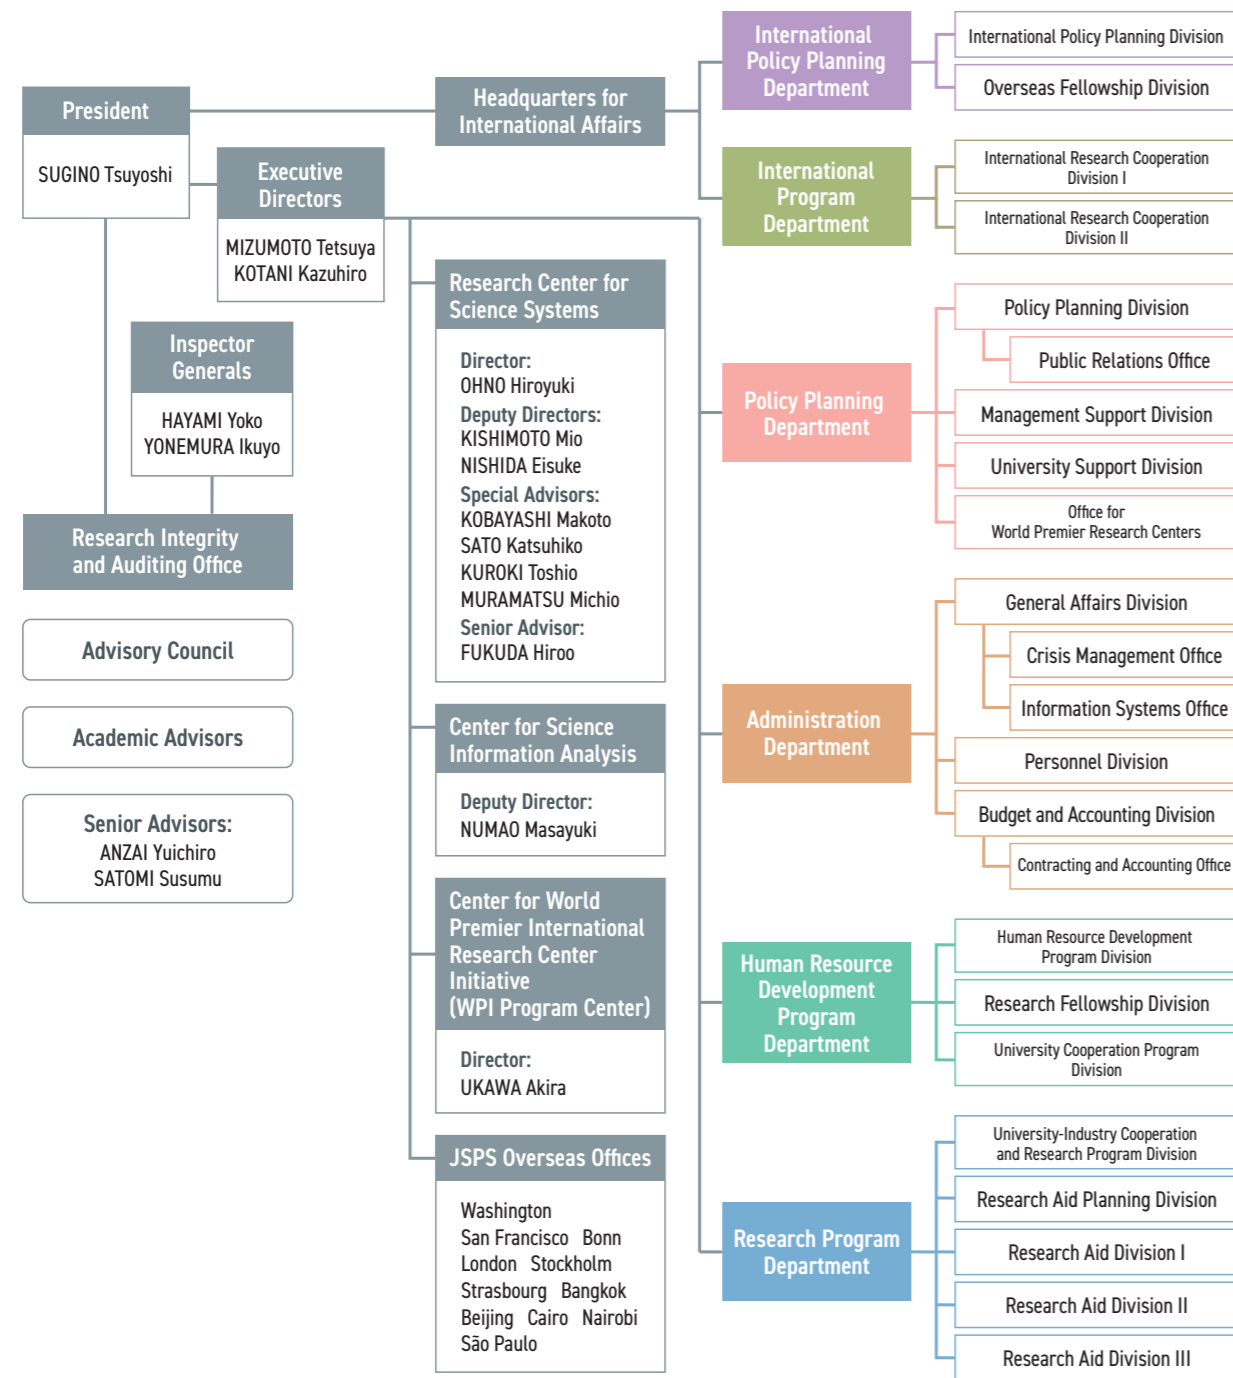 President
SUGINO Tsuyoshi
Executive
Directors
MIZUMOTO Tetsuya
KOTANI Kazuhiro
Inspector
Generals
HAYAMI Yoko
YONEMURA Ikuyo
Research Integrity
and Auditing Office
Advisory Council
Academic Advisors
Senior Advisors:
ANZAI Yuichiro
SATOMI Susumu
Headquarters for
International Affairs
Research Center for
Science Systems
Director:
OHNO Hiroyuki
Deputy Directors:
KISHIMOTO Mio
NISHIDA Eisuke
Special Advisors:
KOBAYASHI Makoto
SATO Katsuhiko
KUROKI Toshio
MURAMATSU Michio
Senior Advisor:
FUKUDA Hiroo
Center for Science
Information Analysis
Deputy Director:
NUMAO Masayuki
Center for World
Premier International
Research Center
Initiative
(WPI Program Center)
Director:
UKAWA Akira
JSPS Overseas Offices
Washington
San Francisco Bonn
London Stockholm
Strasbourg Bangkok
Beijing Cairo Nairobi
São Paulo
International
Policy Planning
Department
International Policy Planning Division
Overseas Fellowship Division
International
Program
Department
International Research Cooperation
Division I
International Research Cooperation
Division II
Policy Planning
Department
Policy Planning Division
Public Relations Office
Management Support Division
University Support Division
Office for
World Premier Research Centers
Administration
Department
General Affairs Division
Crisis Management Office
Information Systems Office
Personnel Division
Budget and Accounting Division
Contracting and Accounting Office
Human Resource
Development
Program
Department
Human Resource Development
Program Division
Research Fellowship Division
University Cooperation Program
Division
Research Program
Department
University-Industry Cooperation
and Research Program Division
Research Aid Planning Division
Research Aid Division I
Research Aid Division II
Research Aid Division III